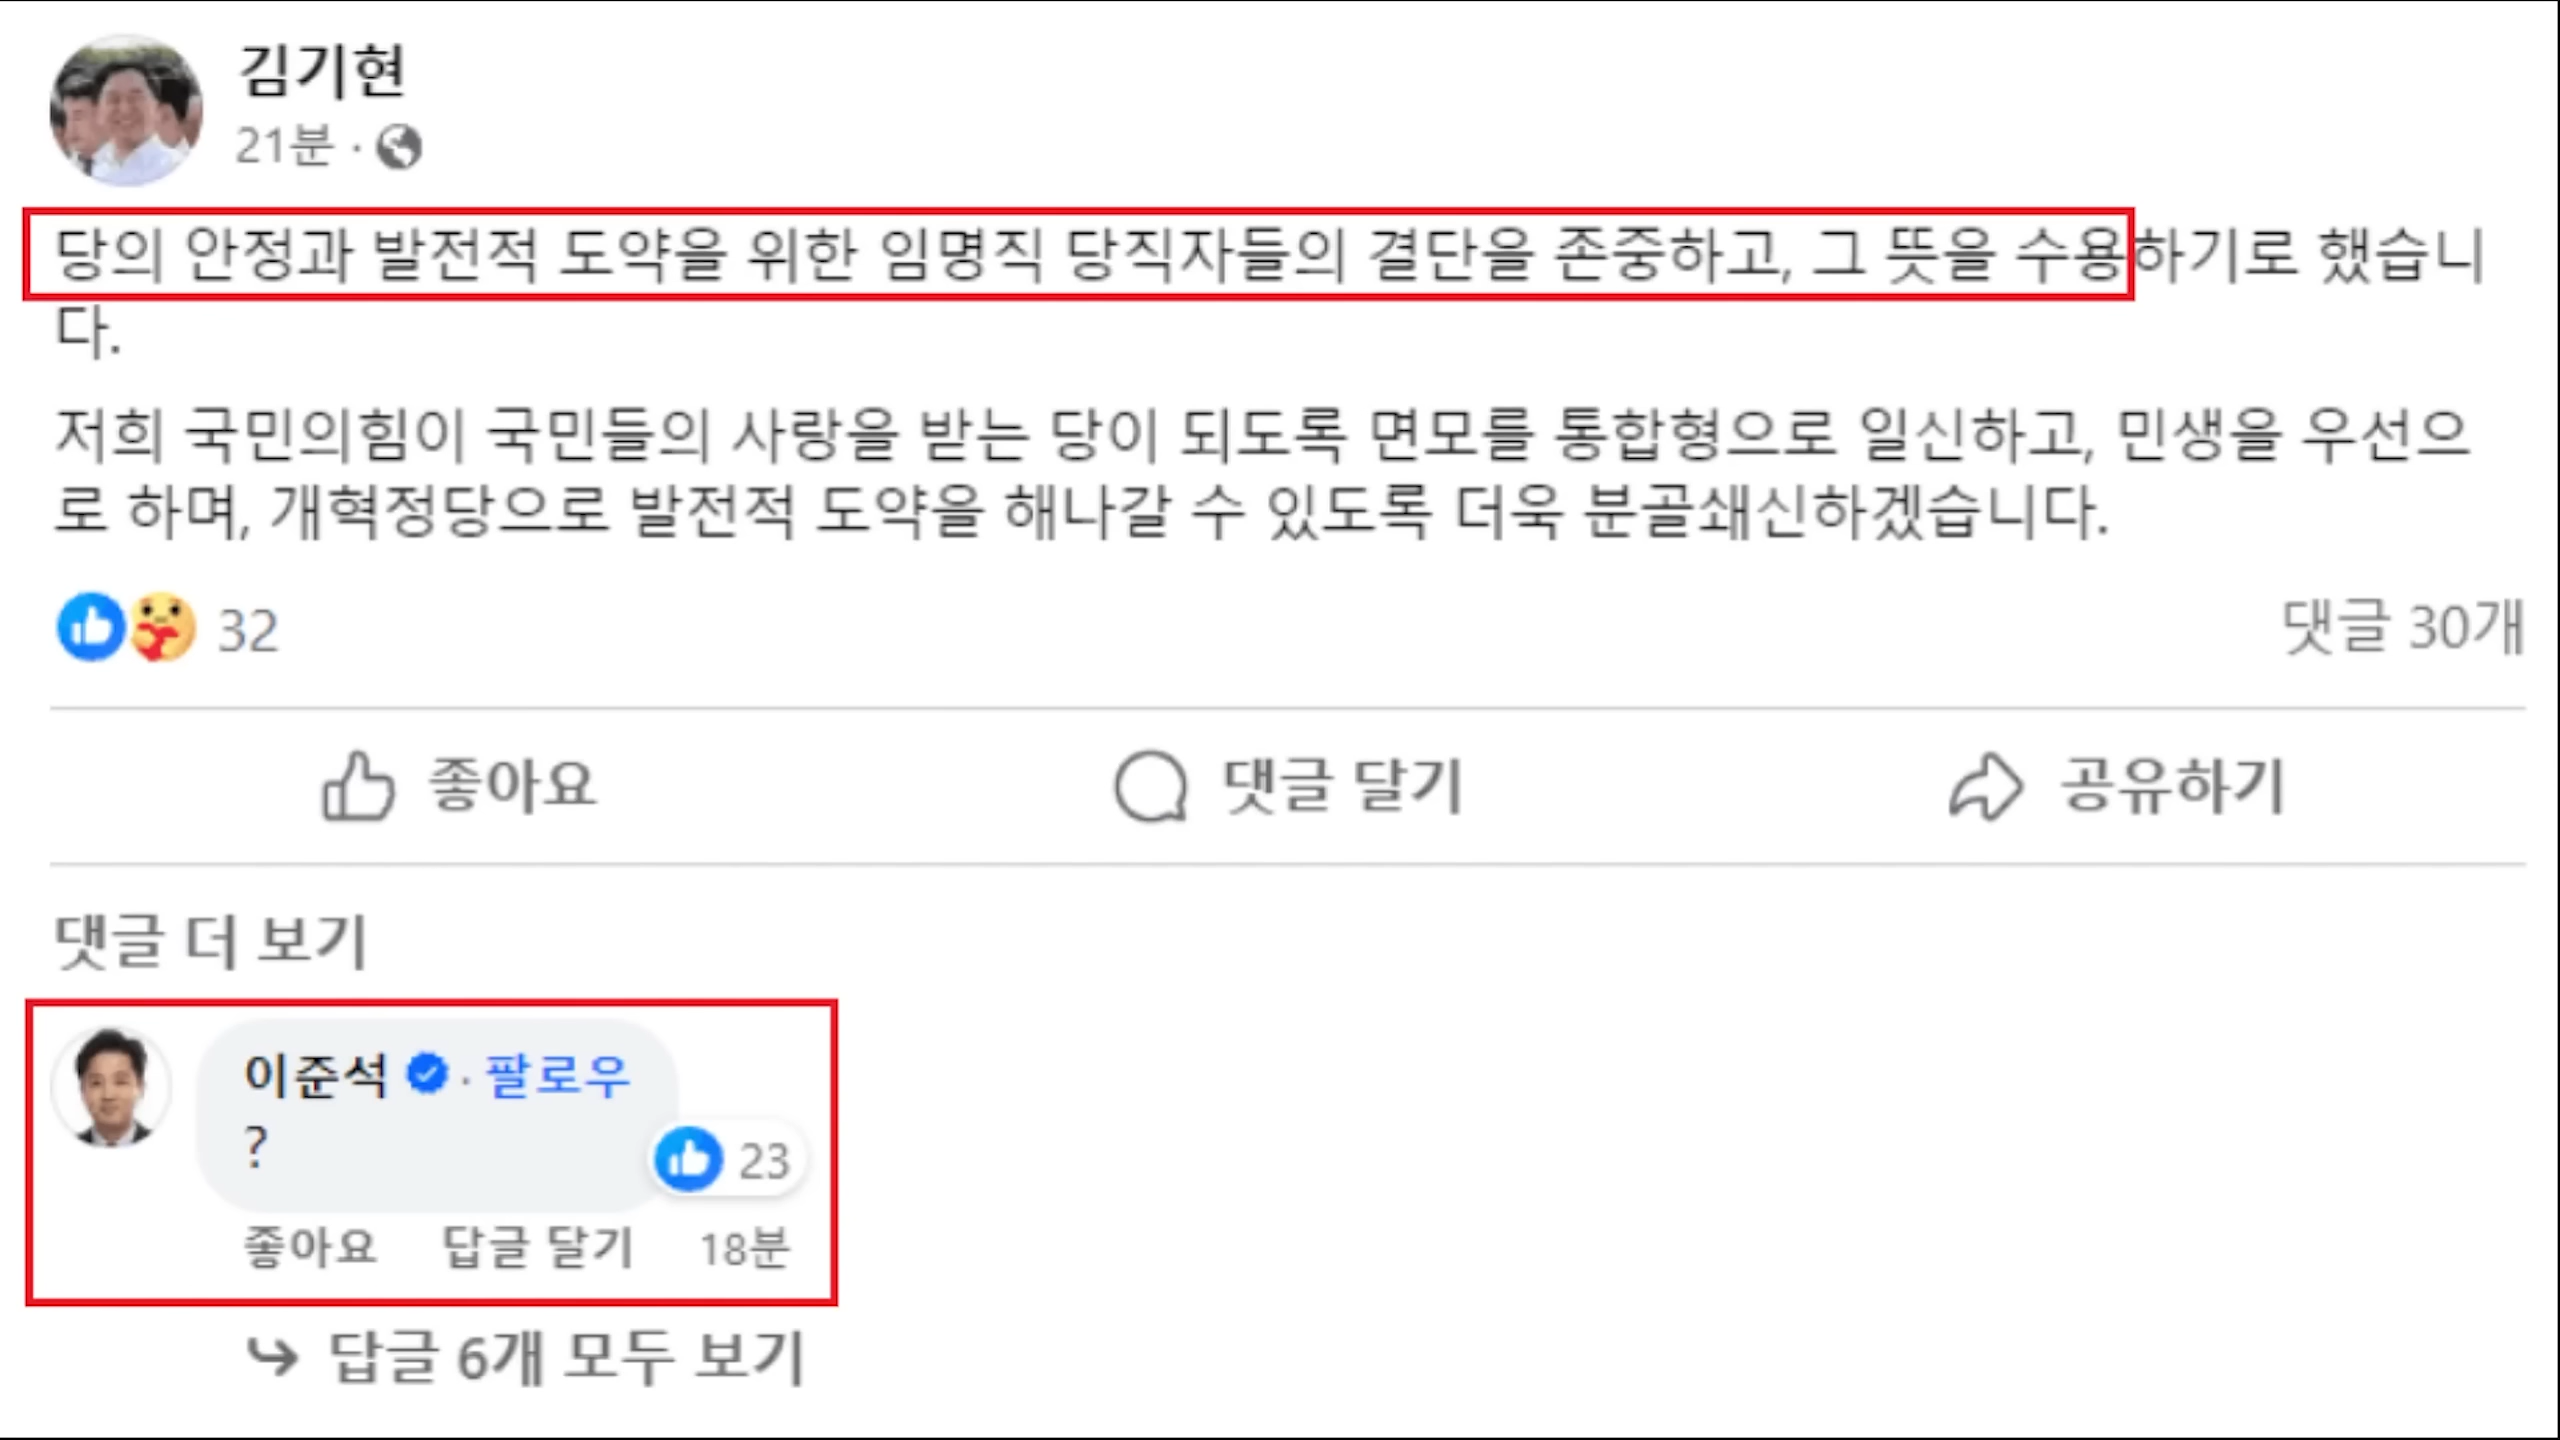 김기현
21분 ·
당의 안정과 발전적 도약을 위한 임명직 당직자들의 결단을 존중하고, 그 뜻을 수용하기로 했습니
다.
저희 국민의힘이 국민들의 사랑을 받는 당이 되도록 면모를 통합형으로 일신하고, 민생을 우선으
로 하며, 개혁정당으로 발전적 도약을 해나갈 수 있도록 더욱 분골쇄신하겠습니다.
32 댓글 30개
좋아요 댓글 달기 공유하기
댓글 더 보기
이준석 · 팔로우
?
23
좋아요 답글 달기 18분
답글 6개 모두 보기